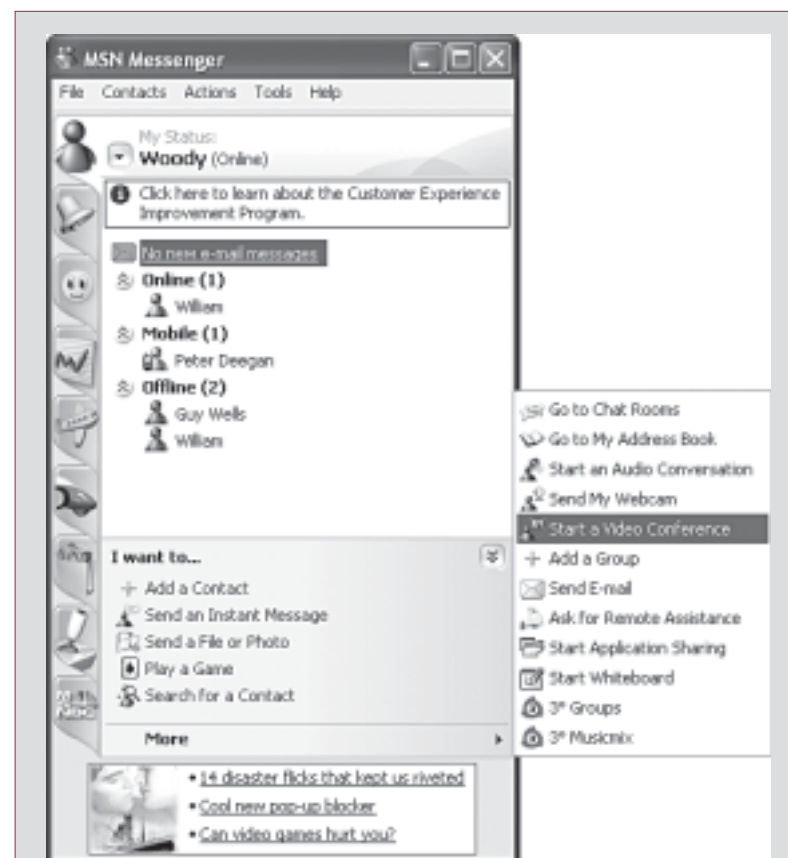 MSN Messenger
File Contacts Actions Tools Help
My Status:
Woody (Online)
Click here to learn about the Customer Experience
Improvement Program.
No new e-mail messages
Online (1)
William
Mobile (1)
Peter Deegan
Offline (2)
Guy Wells
William
I want to...
Add a Contact
Send an Instant Message
Send a File or Photo
Play a Game
Search for a Contact
More
Go to Chat Rooms
Go to My Address Book
Start an Audio Conversation
Send My Webcam
Start a Video Conference
Add a Group
Send E-mail
Ask for Remote Assistance
Start Application Sharing
Start Whiteboard
3° Groups
3° Musicmix
• 14 disaster flicks that kept us riveted
• Cool new pop-up blocker
• Can video games hurt you?